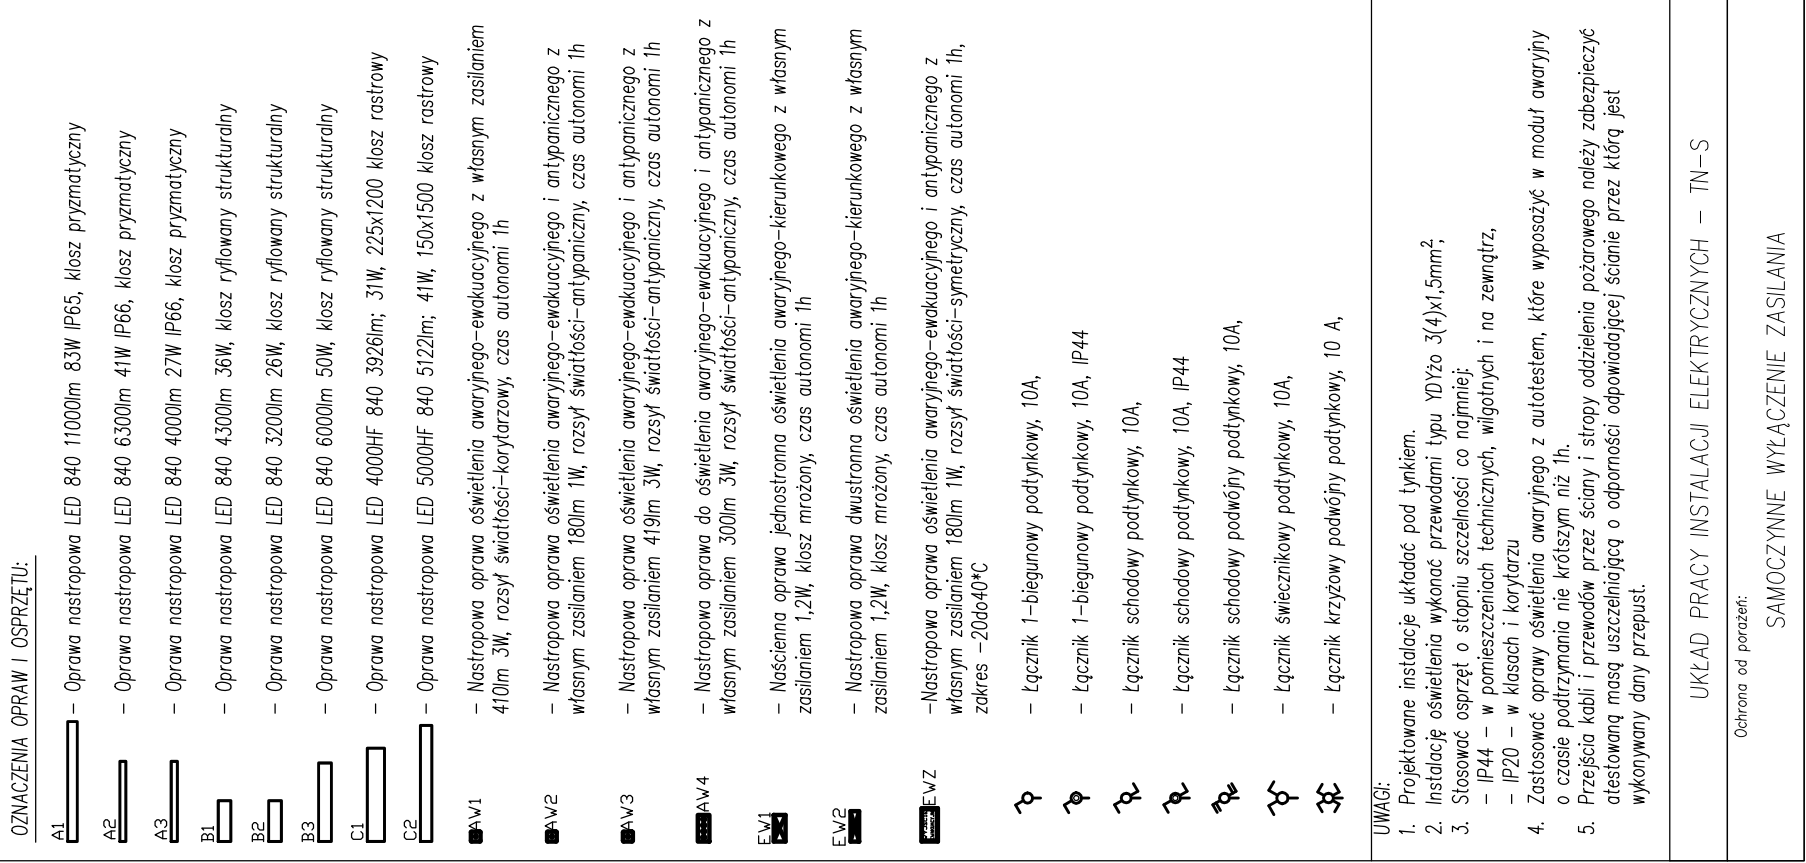 OZNACZENIA OPRAW I OSPRZĘTU:
A1 – Oprawa nastropowa LED 840 11000lm 83W IP65, klosz pryzmatyczny
A2 – Oprawa nastropowa LED 840 6300lm 41W IP66, klosz pryzmatyczny
A3 – Oprawa nastropowa LED 840 4000lm 27W IP66, klosz pryzmatyczny
B1 – Oprawa nastropowa LED 840 4300lm 36W, klosz ryflowany strukturalny
B2 – Oprawa nastropowa LED 840 3200lm 26W, klosz ryflowany strukturalny
B3 – Oprawa nastropowa LED 840 6000lm 50W, klosz ryflowany strukturalny
C1 – Oprawa nastropowa LED 4000HF 840 3926lm; 31W, 225x1200 klosz rastrowy
C2 – Oprawa nastropowa LED 5000HF 840 5122lm; 41W, 150x1500 klosz rastrowy
AW1 – Nastropowa oprawa oświetlenia awaryjnego–ewakuacyjnego z własnym zasilaniem
410lm 3W, rozsył światłości–korytarzowy, czas autonomi 1h
AW2 – Nastropowa oprawa oświetlenia awaryjnego–ewakuacyjnego i antypanicznego z
własnym zasilaniem 180lm 1W, rozsył światłości–antypaniczny, czas autonomi 1h
AW3 – Nastropowa oprawa oświetlenia awaryjnego–ewakuacyjnego i antypanicznego z
własnym zasilaniem 419lm 3W, rozsył światłości–antypaniczny, czas autonomi 1h
AW4 – Nastropowa oprawa do oświetlenia awaryjnego–ewakuacyjnego i antypanicznego z
własnym zasilaniem 300lm 3W, rozsył światłości–antypaniczny, czas autonomi 1h
EW1 – Naścienna oprawa jednostronna oświetlenia awaryjnego–kierunkowego z własnym
zasilaniem 1,2W, klosz mrożony, czas autonomi 1h
EW2 – Nastropowa oprawa dwustronna oświetlenia awaryjnego–kierunkowego z własnym
zasilaniem 1,2W, klosz mrożony, czas autonomi 1h
EWZ –Nastropowa oprawa oświetlenia awaryjnego–ewakuacyjnego i antypanicznego z
własnym zasilaniem 180lm 1W, rozsył światłości–symetryczny, czas autonomi 1h,
zakres –20do40*C
– Łącznik 1–biegunowy podtynkowy, 10A,
– Łącznik 1–biegunowy podtynkowy, 10A, IP44
– Łącznik schodowy podtynkowy, 10A,
– Łącznik schodowy podtynkowy, 10A, IP44
– Łącznik schodowy podwójny podtynkowy, 10A,
– Łącznik świecznikowy podtynkowy, 10A,
– Łącznik krzyżowy podwójny podtynkowy, 10 A,
UWAGI:
1. Projektowane instalacje układać pod tynkiem.
2. Instalację oświetlenia wykonać przewodami typu YDYżo 3(4)x1,5mm²,
3. Stosować osprzęt o stopniu szczelności co najmniej:
– IP44 – w pomieszczeniach technicznych, wilgotnych i na zewnątrz,
– IP20 – w klasach i korytarzu
4. Zastosować oprawy oświetlenia awaryjnego z autotestem, które wyposażyć w moduł awaryjny
o czasie podtrzymania nie krótszym niż 1h.
5. Przejścia kabli i przewodów przez ściany i stropy oddzielenia pożarowego należy zabezpieczyć
atestowaną masą uszczelniającą o odporności odpowiadającej ścianie przez którą jest
wykonywany dany przepust.
UKŁAD PRACY INSTALACJI ELEKTRYCZNYCH – TN–S
Ochrona od porażeń:
SAMOCZYNNE WYŁĄCZENIE ZASILANIA